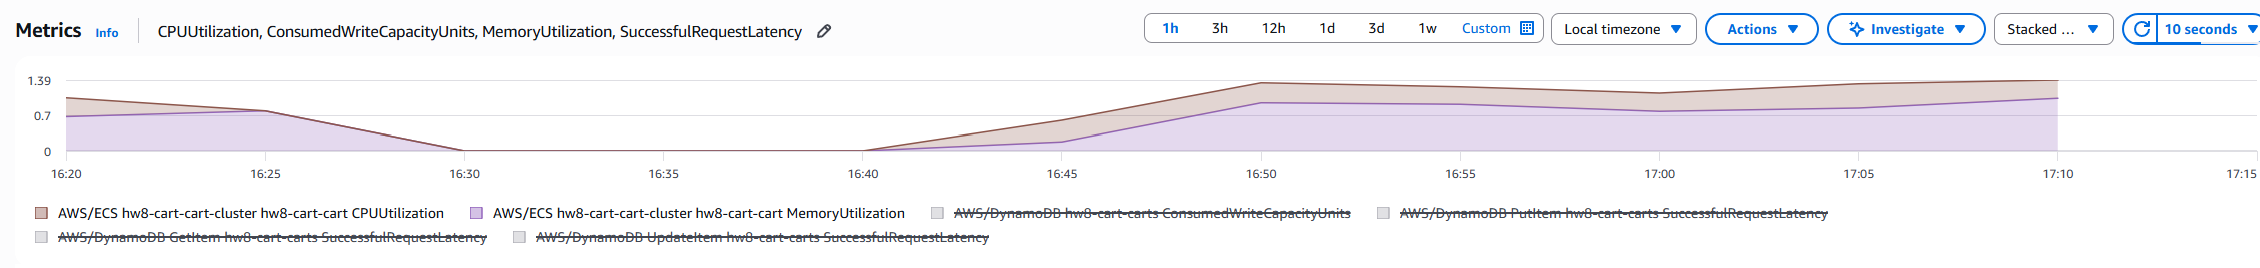 Metrics Info CPUUtilization, ConsumedWriteCapacityUnits, MemoryUtilization, SuccessfulRequestLatency 1h 3h 12h 1d 3d 1w Custom Local timezone Actions Investigate Stacked ... 10 seconds
1.39
0.7
0
16:20 16:25 16:30 16:35 16:40 16:45 16:50 16:55 17:00 17:05 17:10 17:15
AWS/ECS hw8-cart-cart-cluster hw8-cart-cart CPUUtilization AWS/ECS hw8-cart-cart-cluster hw8-cart-cart MemoryUtilization AWS/DynamoDB hw8-cart-carts ConsumedWriteCapacityUnits AWS/DynamoDB PutItem hw8-cart-carts SuccessfulRequestLatency
AWS/DynamoDB GetItem hw8-cart-carts SuccessfulRequestLatency AWS/DynamoDB UpdateItem hw8-cart-carts SuccessfulRequestLatency